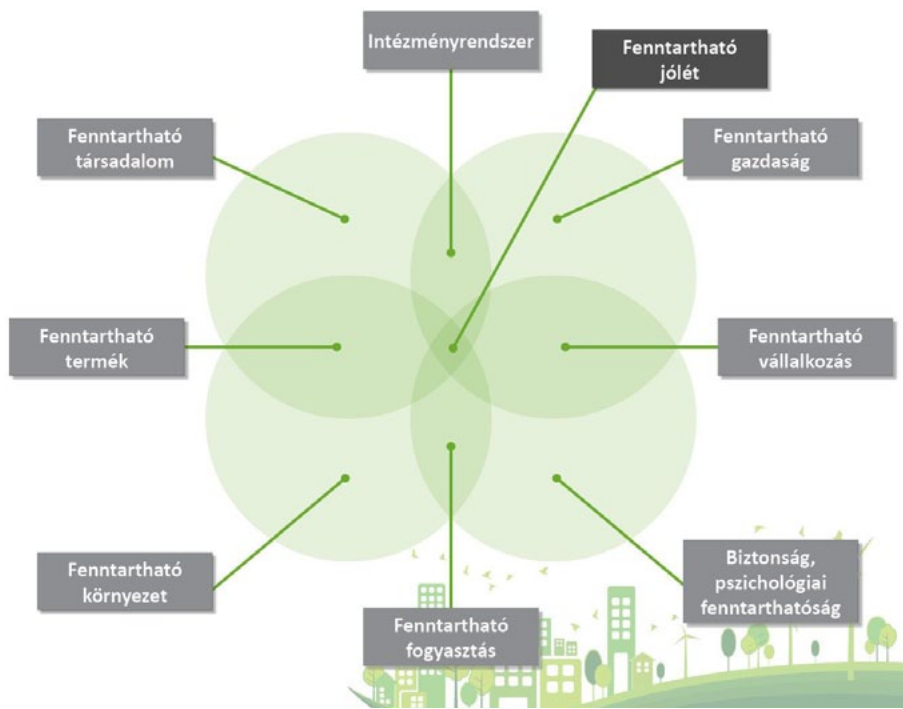 Intézményrendszer
Fenntartható
jólét
Fenntartható
társadalom
Fenntartható
gazdaság
Fenntartható
termék
Fenntartható
vállalkozás
Fenntartható
környezet
Fenntartható
fogyasztás
Biztonság,
pszichológiai
fenntarthatóság